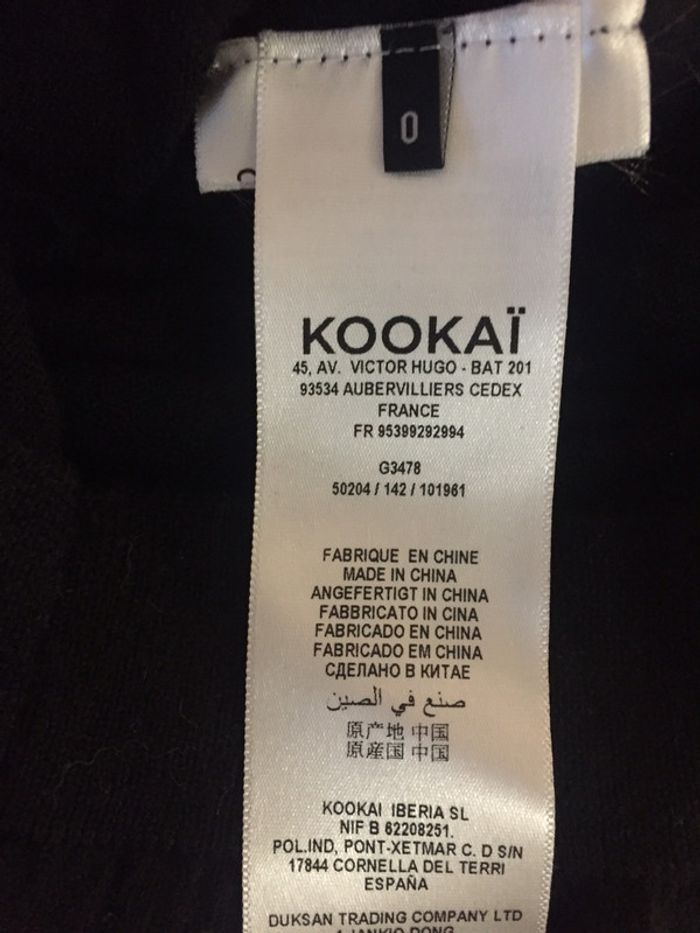 0
KOOKAÏ
45, AV. VICTOR HUGO - BAT 201
93534 AUBERVILLIERS CEDEX
FRANCE
FR 95399292994
G3478
50204 / 142 / 101961
FABRIQUE EN CHINE
MADE IN CHINA
ANGEFERTIGT IN CHINA
FABBRICATO IN CINA
FABRICADO EN CHINA
FABRICADO EM CHINA
СДЕЛАНО В КИТАЕ
صنع في الصين
原产地 中国
原産国 中国
KOOKAI IBERIA SL
NIF B 62208251.
POL.IND, PONT-XETMAR C. D S/N
17844 CORNELLA DEL TERRI
ESPAÑA
DUKSAN TRADING COMPANY LTD